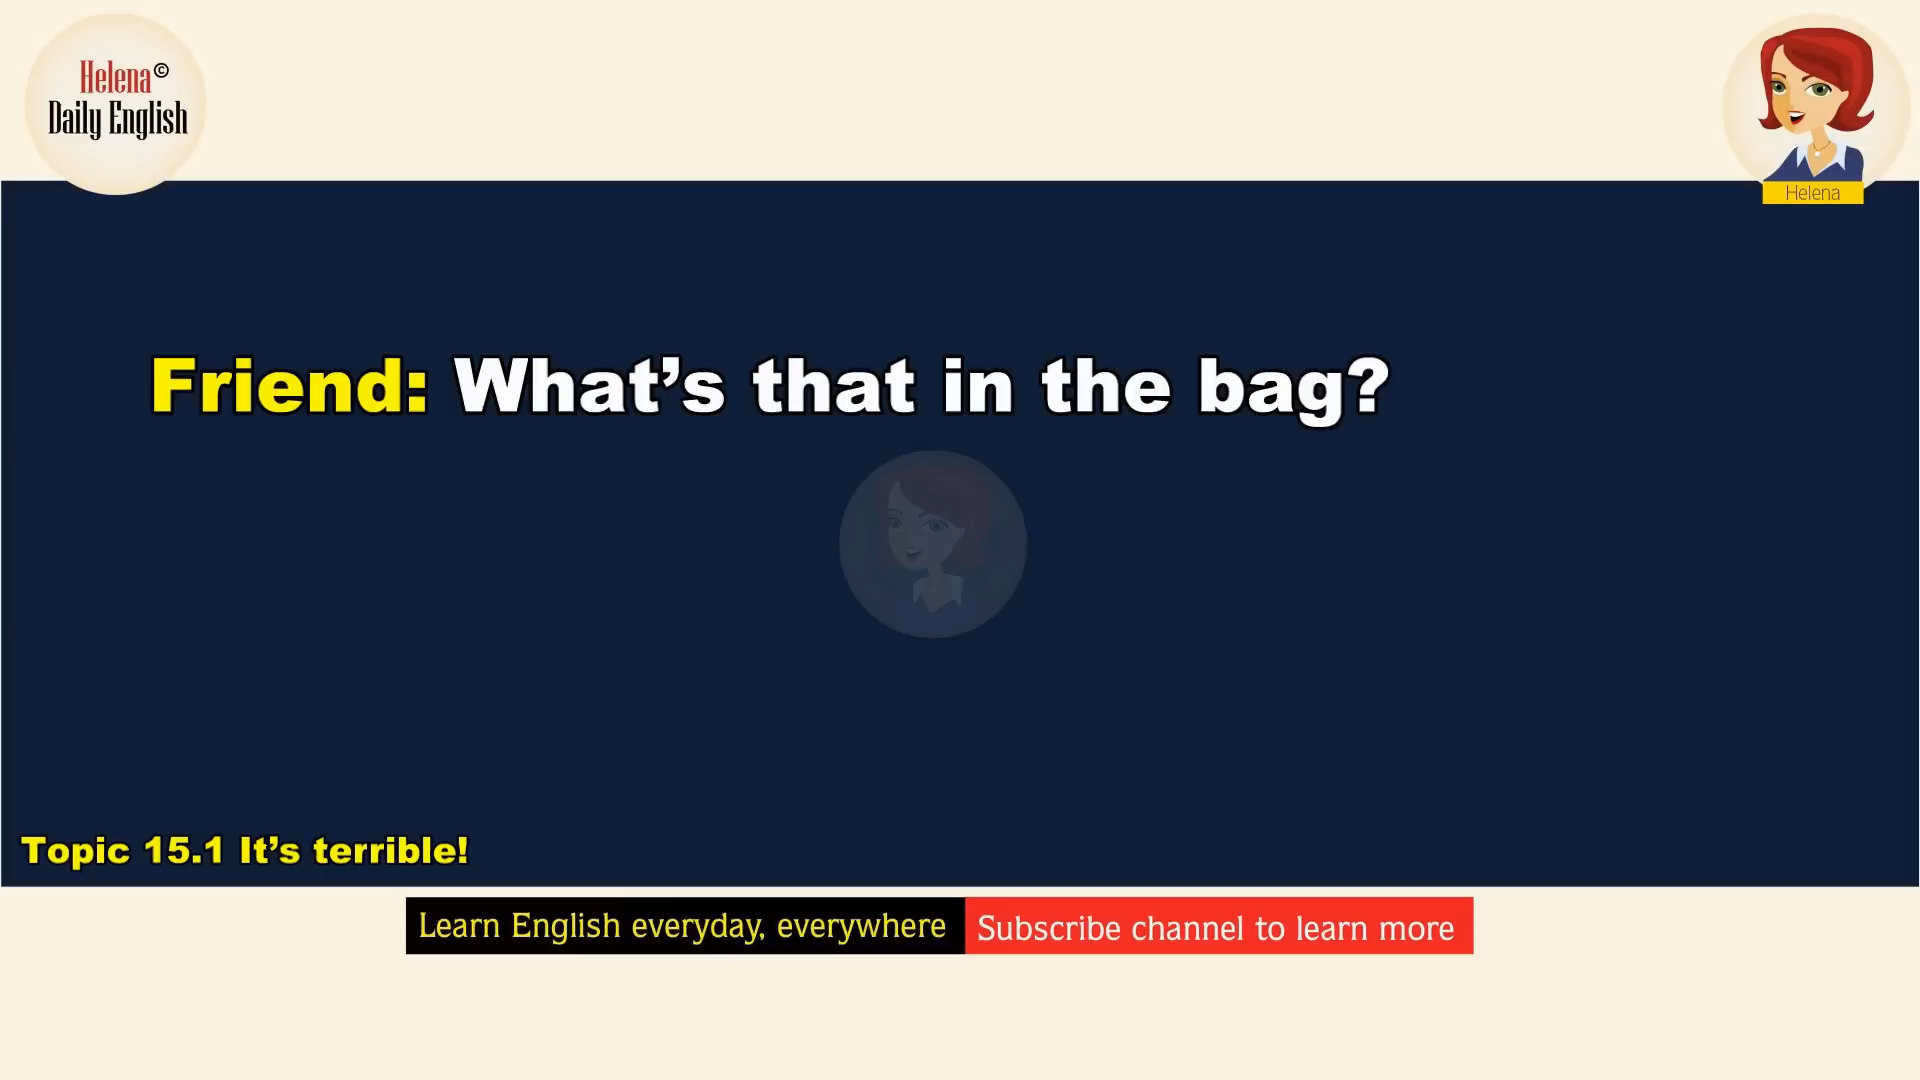 Helena©
Daily English
Helena
Friend: What’s that in the bag?
Topic 15.1 It’s terrible!
Learn English everyday, everywhere
Subscribe channel to learn more